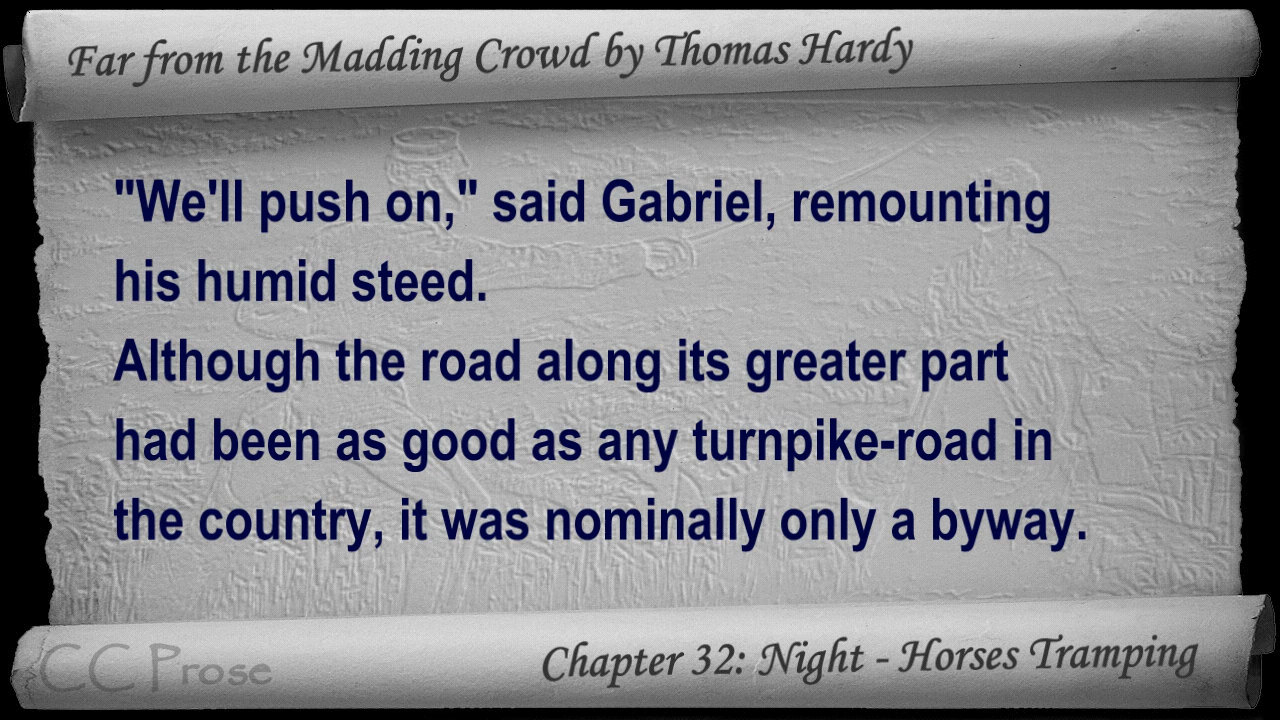 Far from the Madding Crowd by Thomas Hardy
"We'll push on," said Gabriel, remounting
his humid steed.
Although the road along its greater part
had been as good as any turnpike-road in
the country, it was nominally only a byway.
CC Prose
Chapter 32: Night - Horses Tramping